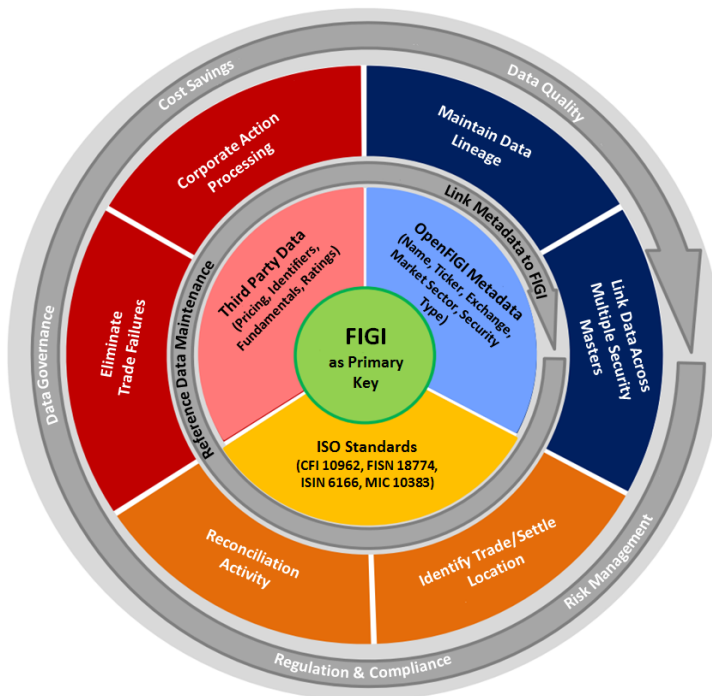 Cost Savings
Data Quality
Corporate Action
Processing
Maintain Data
Lineage
Link Metadata to FIGI
Third Party Data
(Pricing, Identifiers,
Fundamentals, Ratings)
OpenFIGI Metadata
(Name, Ticker, Exchange,
Market Sector, Security
Type)
Reference Data Maintenance
Eliminate
Trade Failures
Link Data Across
Multiple Security
Masters
Data Governance
FIGI
as Primary
Key
ISO Standards
(CFI 10962, FISN 18774,
ISIN 6166, MIC 10383)
Reconciliation
Activity
Identify Trade/Settle
Location
Risk Management
Regulation & Compliance